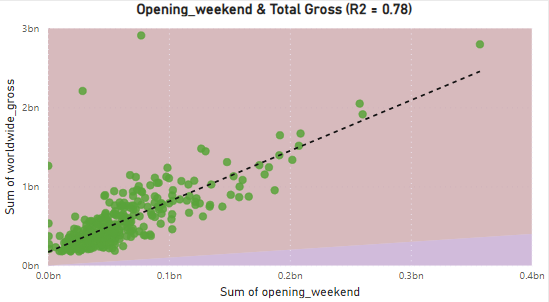 Opening_weekend & Total Gross (R2 = 0.78)
3bn
2bn
1bn
0bn
Sum of worldwide_gross
0.0bn 0.1bn 0.2bn 0.3bn 0.4bn
Sum of opening_weekend